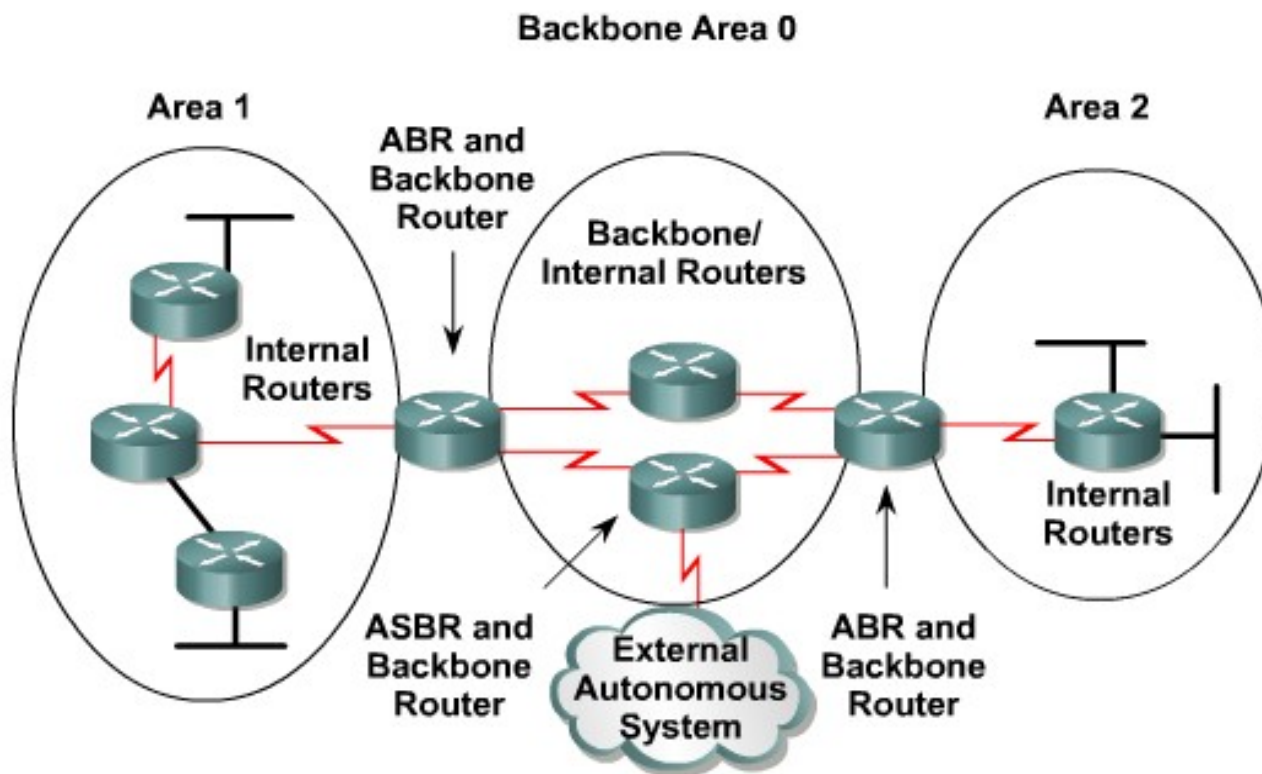 Backbone Area 0
Area 1
Area 2
ABR and
Backbone
Router
Backbone/
Internal Routers
Internal
Routers
Internal
Routers
ASBR and
Backbone
Router
External
Autonomous
System
ABR and
Backbone
Router